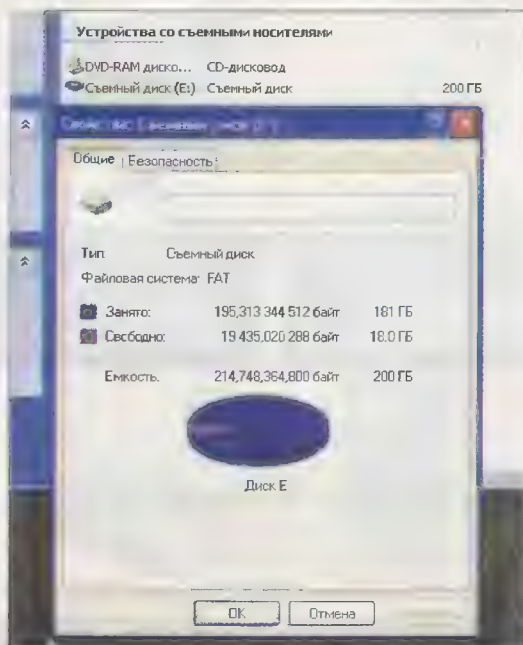 Устройства со съемными носителями
DVD-RAM диско... CD-дисковод
Съемный диск (E:) Съемный диск 200 ГБ
Общие Безопасность
Тип Съемный диск
Файловая система: FAT
Занято: 195,313 344 512 байт 181 ГБ
Свободно: 19 435,020 288 байт 18.0 ГБ
Емкость. 214,748,364,800 байт 200 ГБ
Диск E
OK Отмена